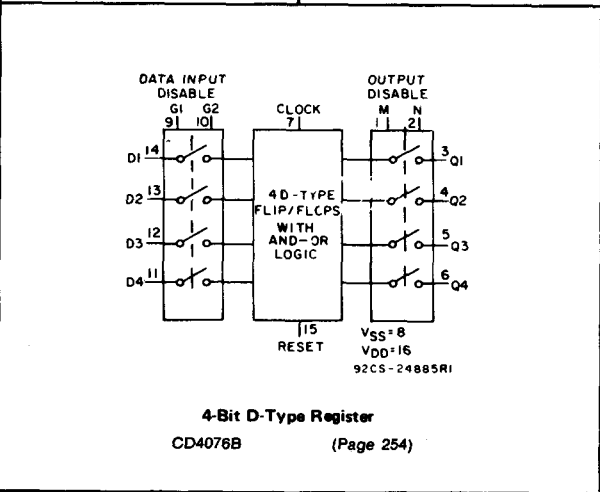 DATA INPUT
DISABLE
G1 G2
9 10
CLOCK
7
OUTPUT
DISABLE
M N
1 2
D1 14
D2 13
D3 12
D4 11
4 D-TYPE
FLIP/FLOPS
WITH
AND-OR
LOGIC
3 Q1
4 Q2
5 Q3
6 Q4
15
RESET
VSS=8
VDD=16
92CS-24885R1
4-Bit D-Type Register
CD4076B (Page 254)